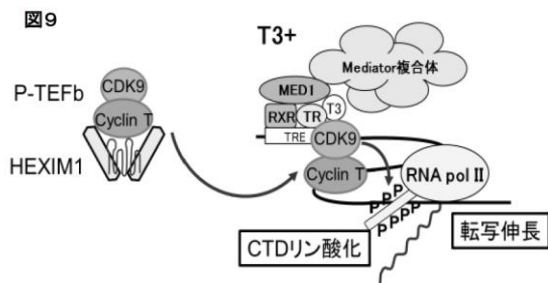 図9
T3+
Mediator複合体
P-TEFb
CDK9
Cyclin T
HEXIM1
MED1
RXR
TR
T3
TRE
CDK9
Cyclin T
RNA pol II
P P P
P P P P
CTDリン酸化
転写伸長